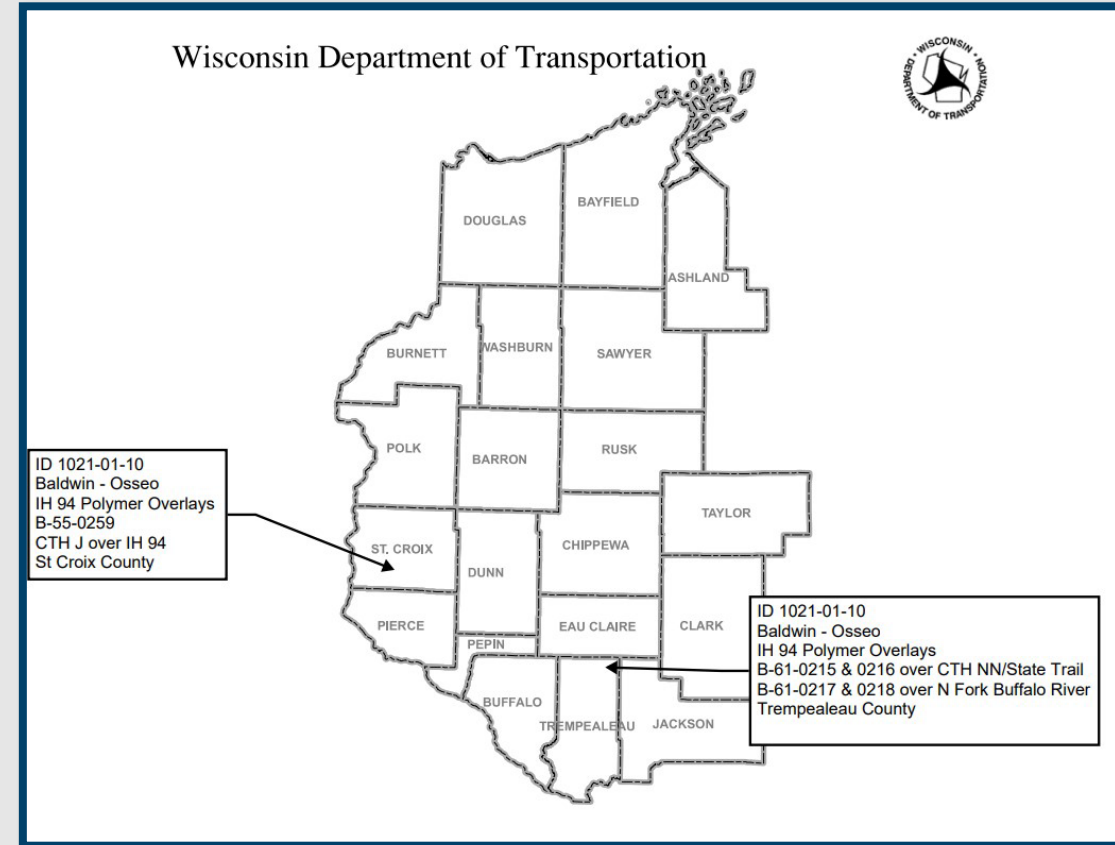 Wisconsin Department of Transportation
WISCONSIN
DEPARTMENT OF TRANSPORTATION
BAYFIELD
DOUGLAS
ASHLAND
BURNETT
WASHBURN
SAWYER
POLK
BARRON
RUSK
TAYLOR
ST. CROIX
CHIPPEWA
DUNN
PIERCE
EAU CLAIRE
CLARK
PEPIN
BUFFALO
TREMPEALEAU
JACKSON
ID 1021-01-10
Baldwin - Osseo
IH 94 Polymer Overlays
B-55-0259
CTH J over IH 94
St Croix County
ID 1021-01-10
Baldwin - Osseo
IH 94 Polymer Overlays
B-61-0215 & 0216 over CTH NN/State Trail
B-61-0217 & 0218 over N Fork Buffalo River
Trempealeau County